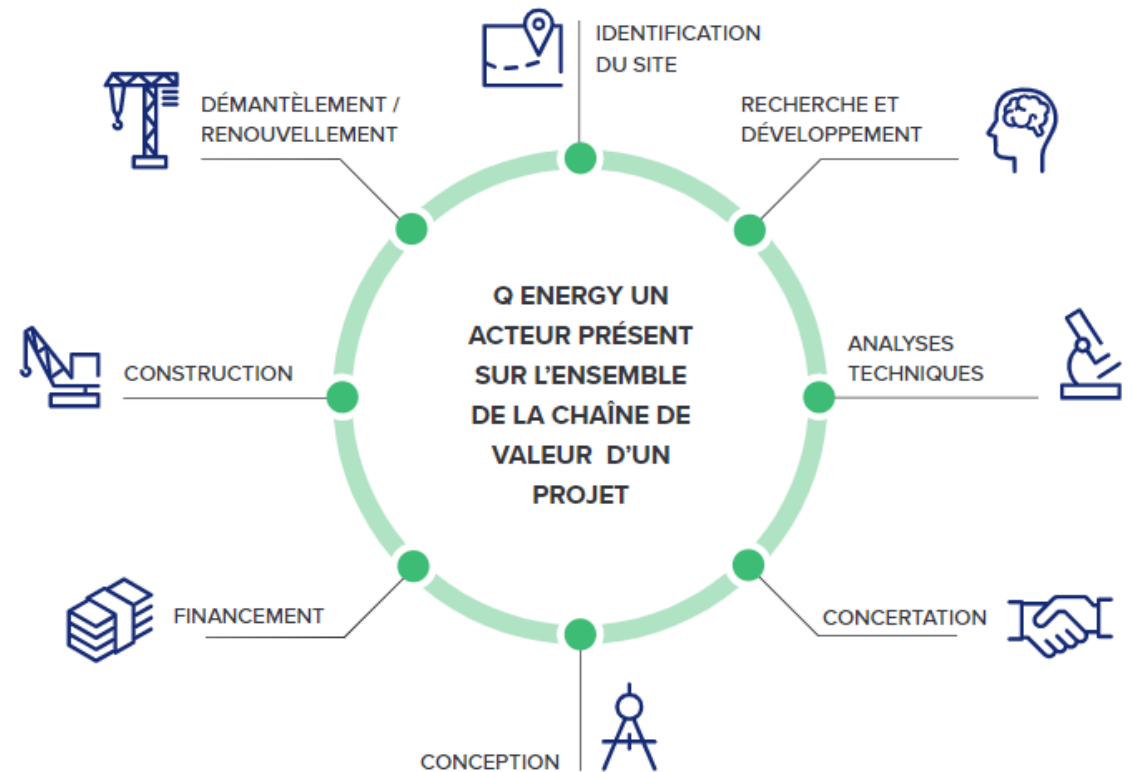 IDENTIFICATION
DU SITE
RECHERCHE ET
DÉVELOPPEMENT
ANALYSES
TECHNIQUES
CONCERTATION
CONCEPTION
FINANCEMENT
CONSTRUCTION
DÉMANTÈLEMENT /
RENOUVELLEMENT
Q ENERGY UN
ACTEUR PRÉSENT
SUR L'ENSEMBLE
DE LA CHAÎNE DE
VALEUR D'UN
PROJET